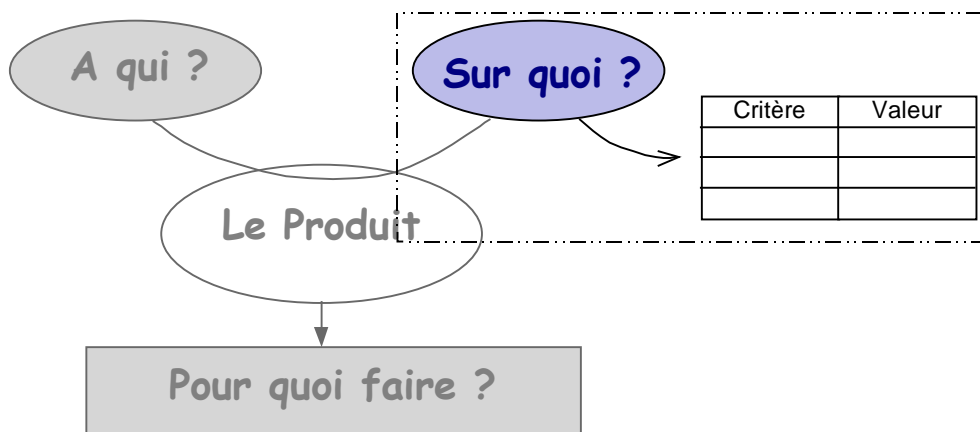 A qui ?
Sur quoi ?
Critère Valeur
Le Produit
Pour quoi faire ?